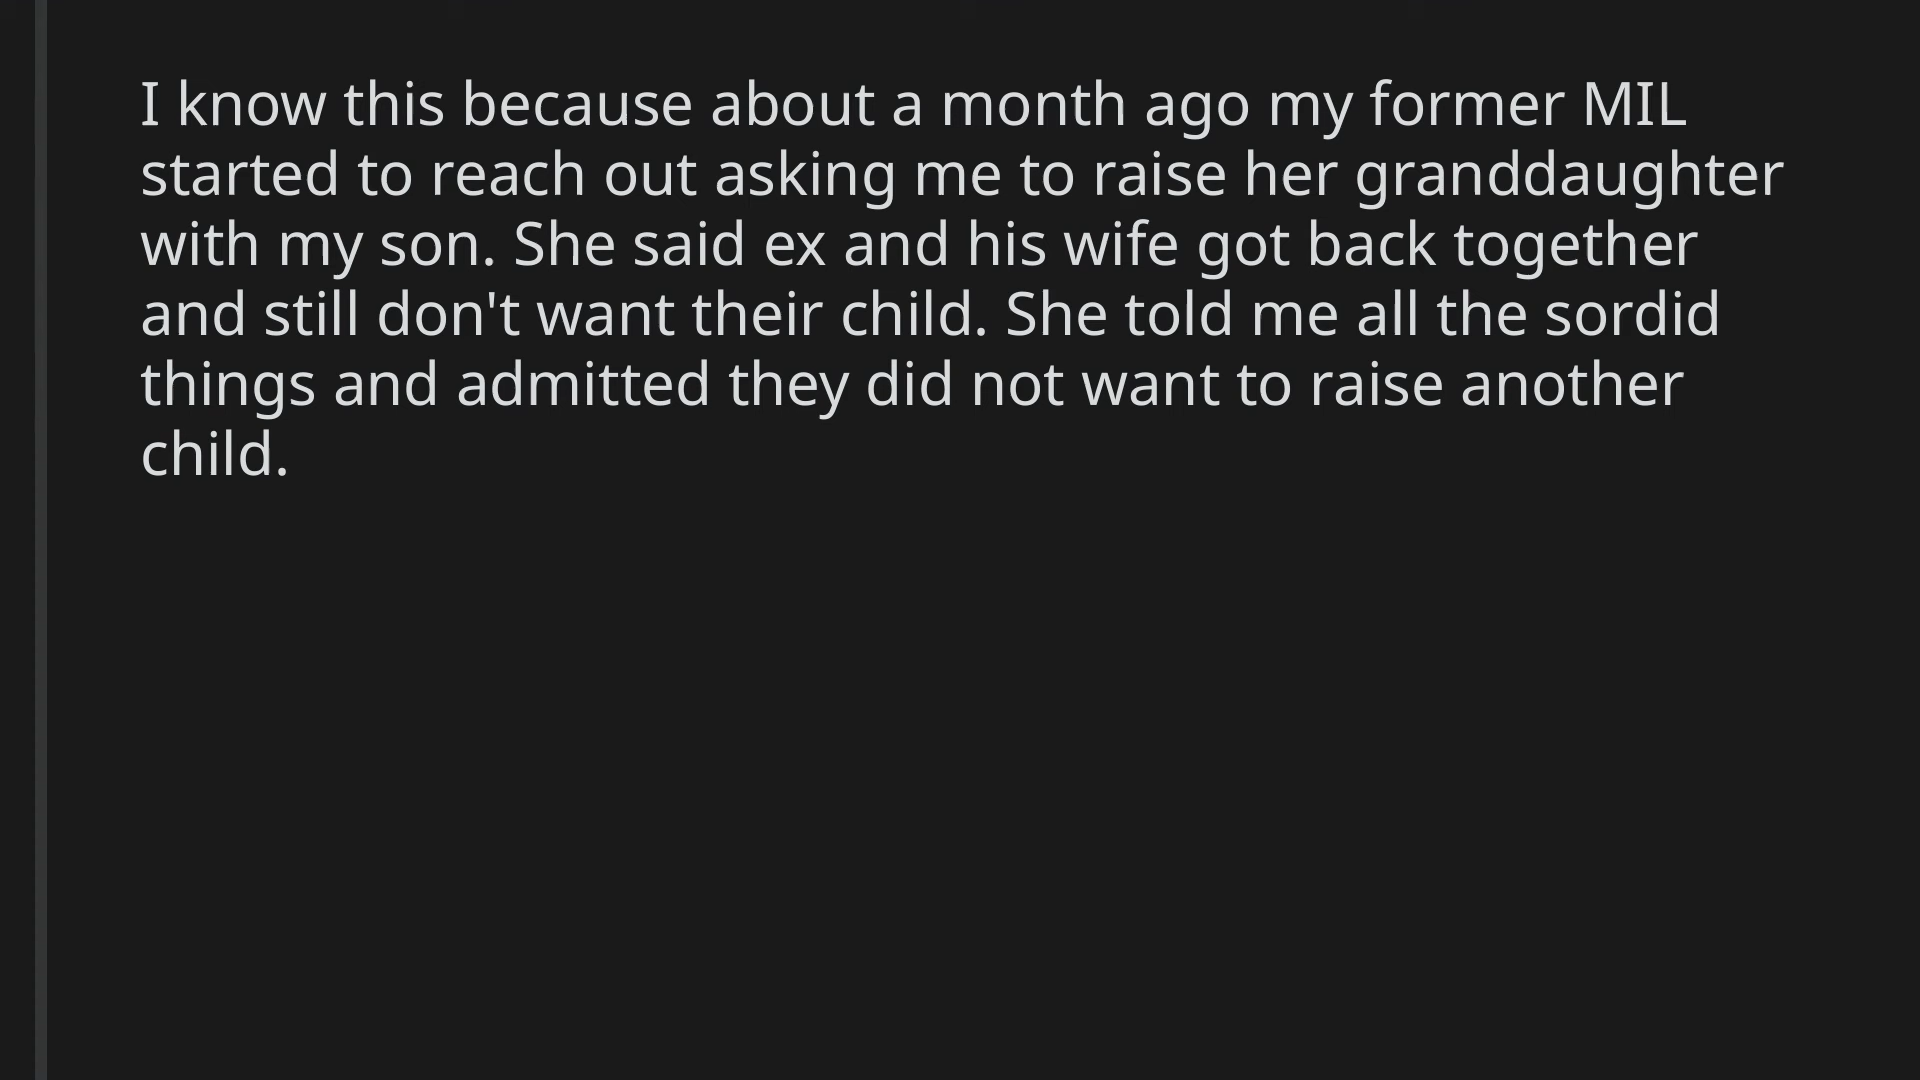 I know this because about a month ago my former MIL
started to reach out asking me to raise her granddaughter
with my son. She said ex and his wife got back together
and still don't want their child. She told me all the sordid
things and admitted they did not want to raise another
child.